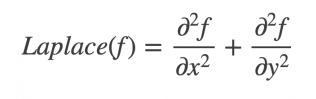 Laplace(f) = ∂²f/∂x² + ∂²f/∂y²